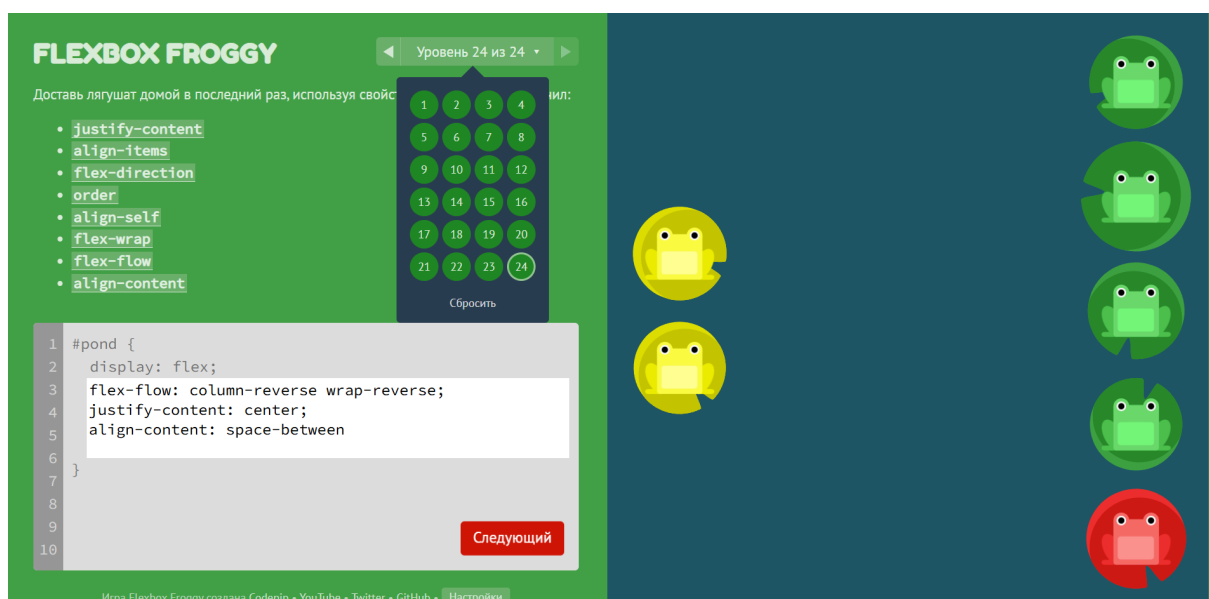 FLEXBOX FROGGY
◀ Уровень 24 из 24 ▾ ▶
Доставь лягушат домой в последний раз, используя свойс нил:
• justify-content
• align-items
• flex-direction
• order
• align-self
• flex-wrap
• flex-flow
• align-content
1 2 3 4
5 6 7 8
9 10 11 12
13 14 15 16
17 18 19 20
21 22 23 24
Сбросить
1 #pond {
2 display: flex;
3 flex-flow: column-reverse wrap-reverse;
4 justify-content: center;
5 align-content: space-between
6 }
7
8
9
10
Следующий
Игра Flexbox Froggy создана Codepip • YouTube • Twitter • GitHub • Настройки